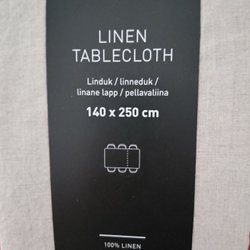 LINEN
TABLECLOTH
Linduk / linneduk /
linane lapp / pellavaliina
140 x 250 cm
100% LINEN